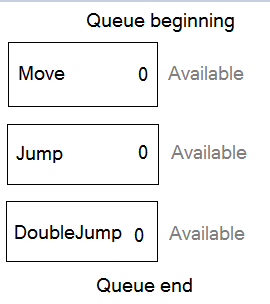 Queue beginning
Move 0 Available
Jump 0 Available
DoubleJump 0 Available
Queue end